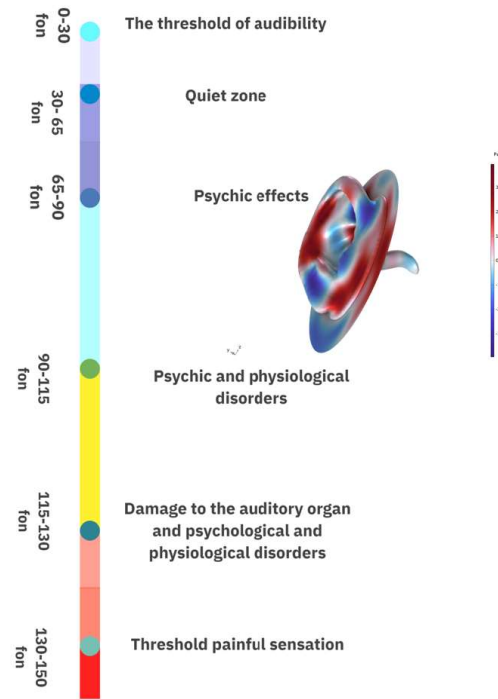 0-30
fon
The threshold of audibility
30- 65
fon
Quiet zone
65-90
fon
Psychic effects
90-115
fon
Psychic and physiological
disorders
115-130
fon
Damage to the auditory organ
and psychological and
physiological disorders
130-150
fon
Threshold painful sensation